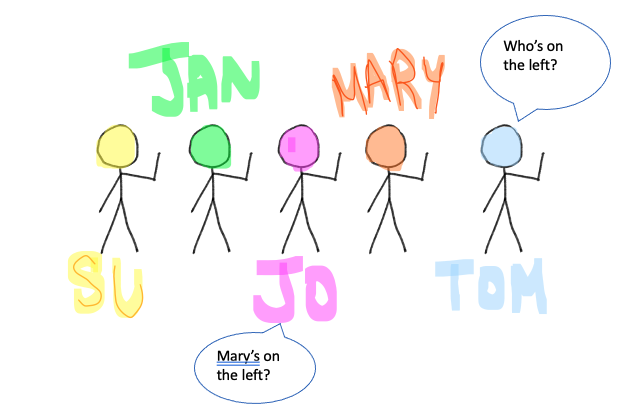 JAN
MARY
Who's on
the left?
SU
JO
TOM
Mary's on
the left?